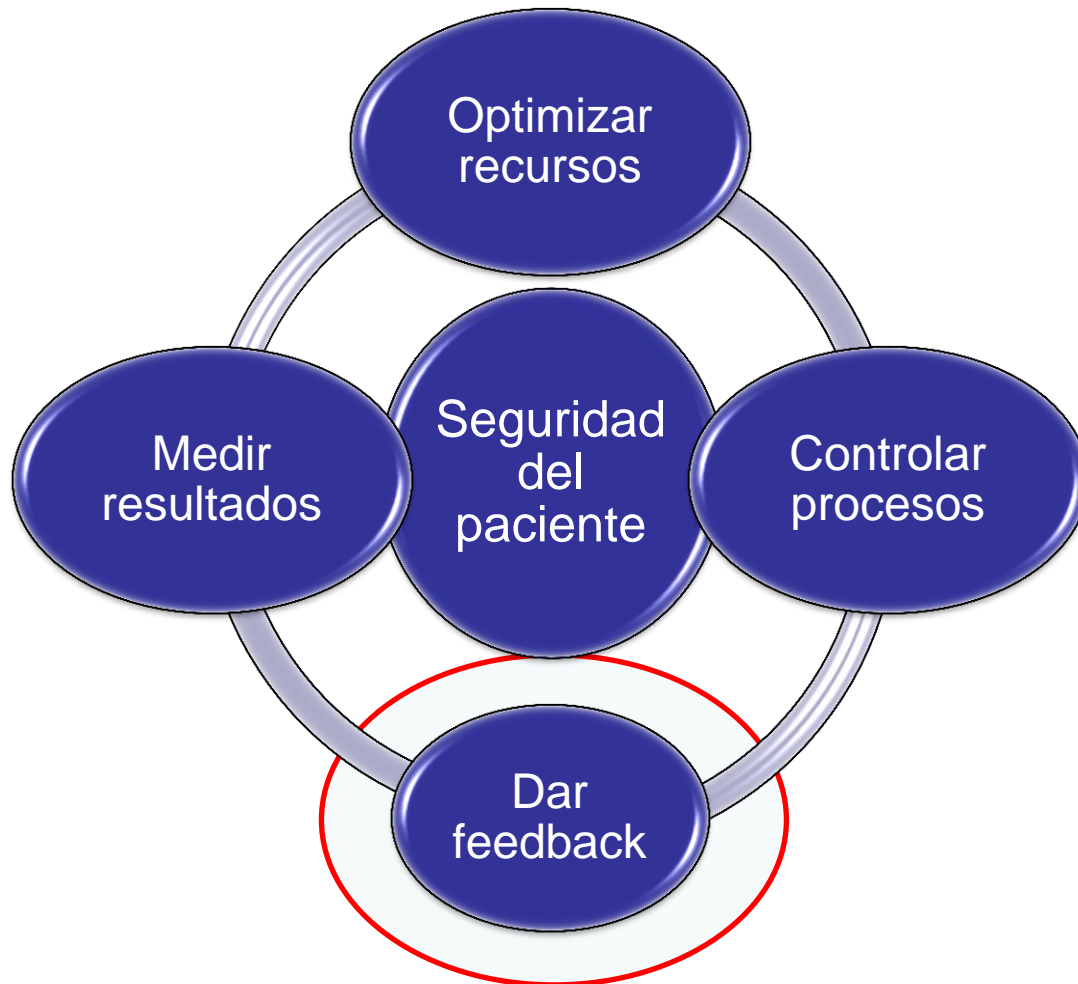 Optimizar
recursos
Medir
resultados
Seguridad
del
paciente
Controlar
procesos
Dar
feedback